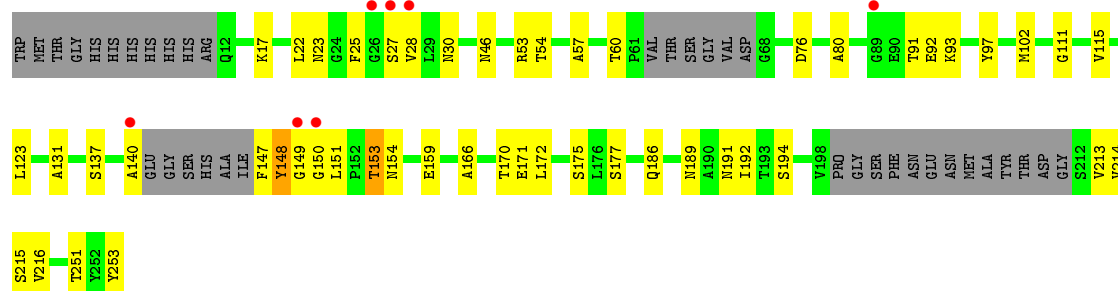 TRP MET THR GLY HIS HIS HIS HIS HIS HIS ARG Q12 K17 L22 N23 G24 F25 G26 S27 V28 L29 N30 N46 R53 T54 A57 T60 P61 VAL THR SER GLY VAL ASP G68 D76 A80 G89 E90 T91 E92 K93 Y97 M102 G111 V115
L123 A131 S137 A140 GLU GLY SER HIS ALA ILE F147 Y148 G149 G150 L151 P152 T153 N154 E159 A166 T170 E171 L172 S175 L176 S177 Q186 N189 A190 N191 I192 T193 S194 V198 PRO GLY SER PHE ASN GLU ASN MET ALA TYR THR THR ASP GLY S212 V213 V214
S215 V216 T251 Y252 Y253